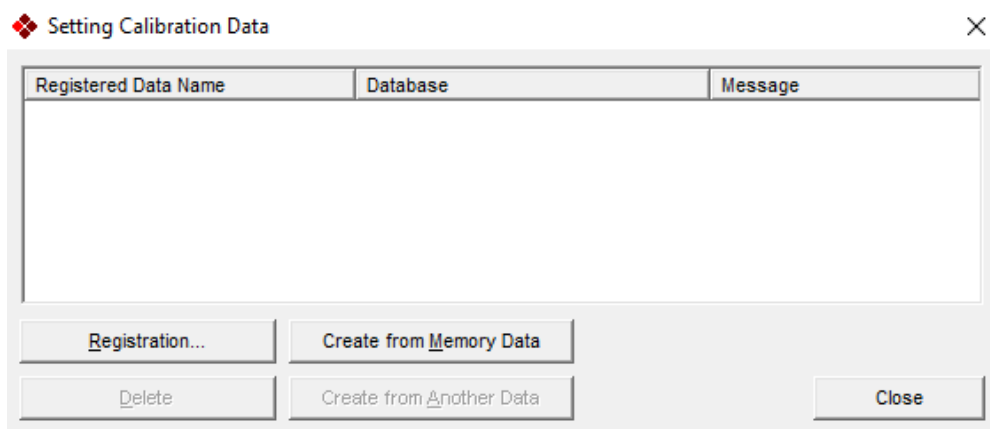 Setting Calibration Data
Registered Data Name Database Message
Registration... Create from Memory Data
Delete Create from Another Data Close